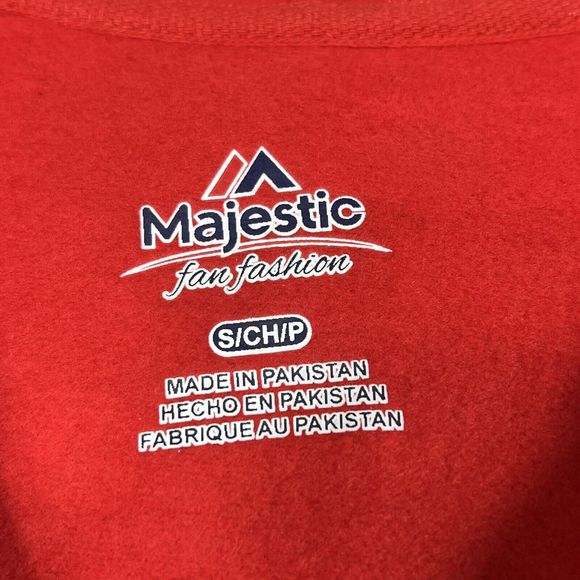 Majestic
fan fashion
S/CH/P
MADE IN PAKISTAN
HECHO EN PAKISTAN
FABRIQUE AU PAKISTAN